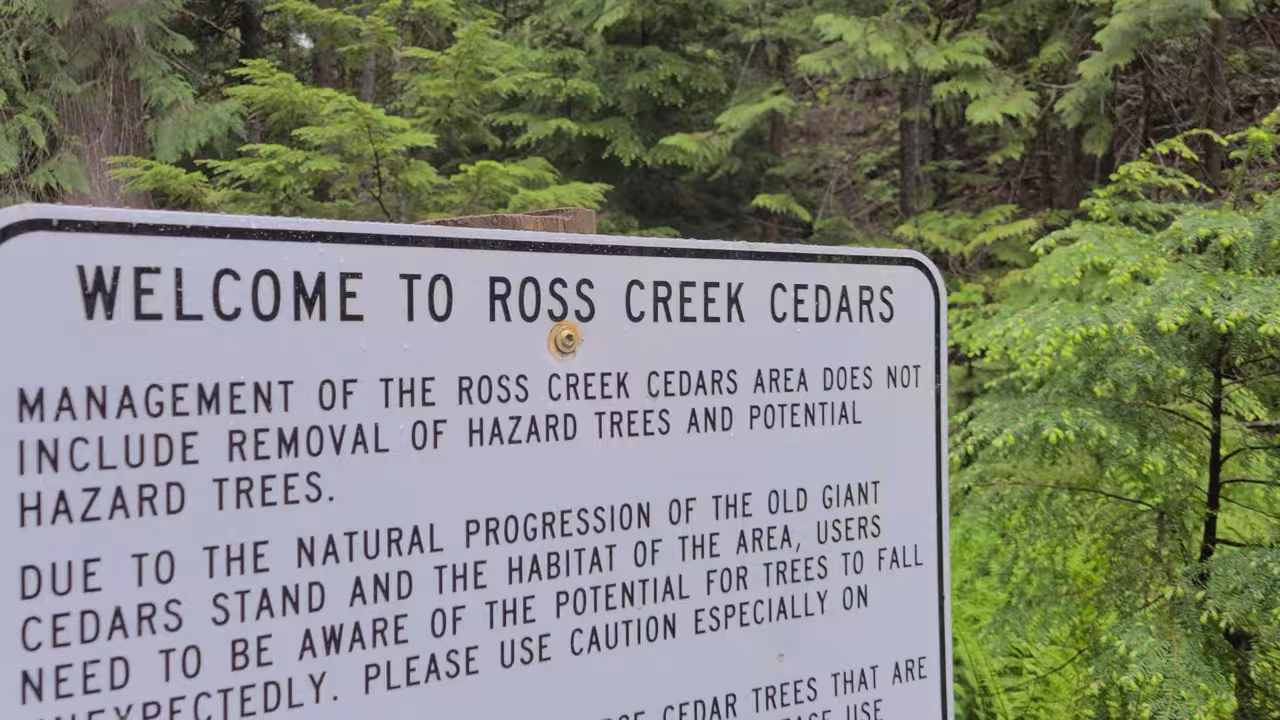 WELCOME TO ROSS CREEK CEDARS
MANAGEMENT OF THE ROSS CREEK CEDARS AREA DOES NOT
INCLUDE REMOVAL OF HAZARD TREES AND POTENTIAL
HAZARD TREES.
DUE TO THE NATURAL PROGRESSION OF THE OLD GIANT
CEDARS STAND AND THE HABITAT OF THE AREA, USERS
NEED TO BE AWARE OF THE POTENTIAL FOR TREES TO FALL
UNEXPECTEDLY. PLEASE USE CAUTION ESPECIALLY ON
CEDAR TREES THAT ARE
USE